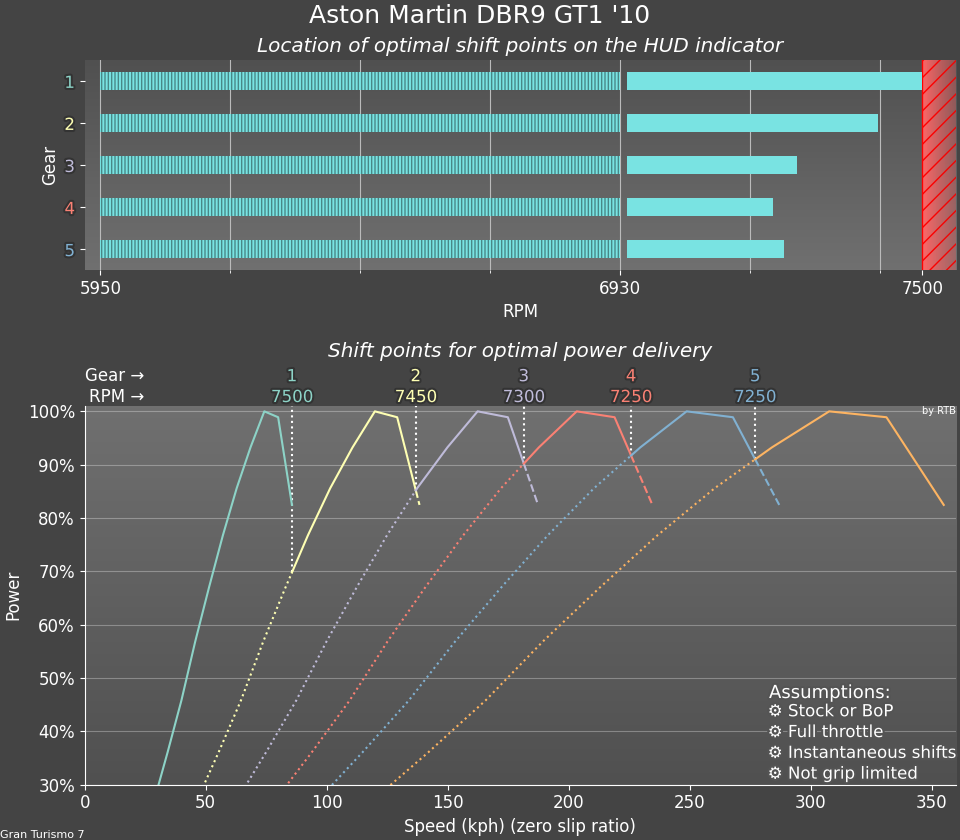 Aston Martin DBR9 GT1 '10
Location of optimal shift points on the HUD indicator
Gear
1
2
3
4
5
5950 6930 7500
RPM
Shift points for optimal power delivery
Gear → 1 2 3 4 5
RPM → 7500 7450 7300 7250 7250
by RTB
Power
100%
90%
80%
70%
60%
50%
40%
30%
Assumptions:
⚙ Stock or BoP
⚙ Full throttle
⚙ Instantaneous shifts
⚙ Not grip limited
0 50 100 150 200 250 300 350
Speed (kph) (zero slip ratio)
Gran Turismo 7